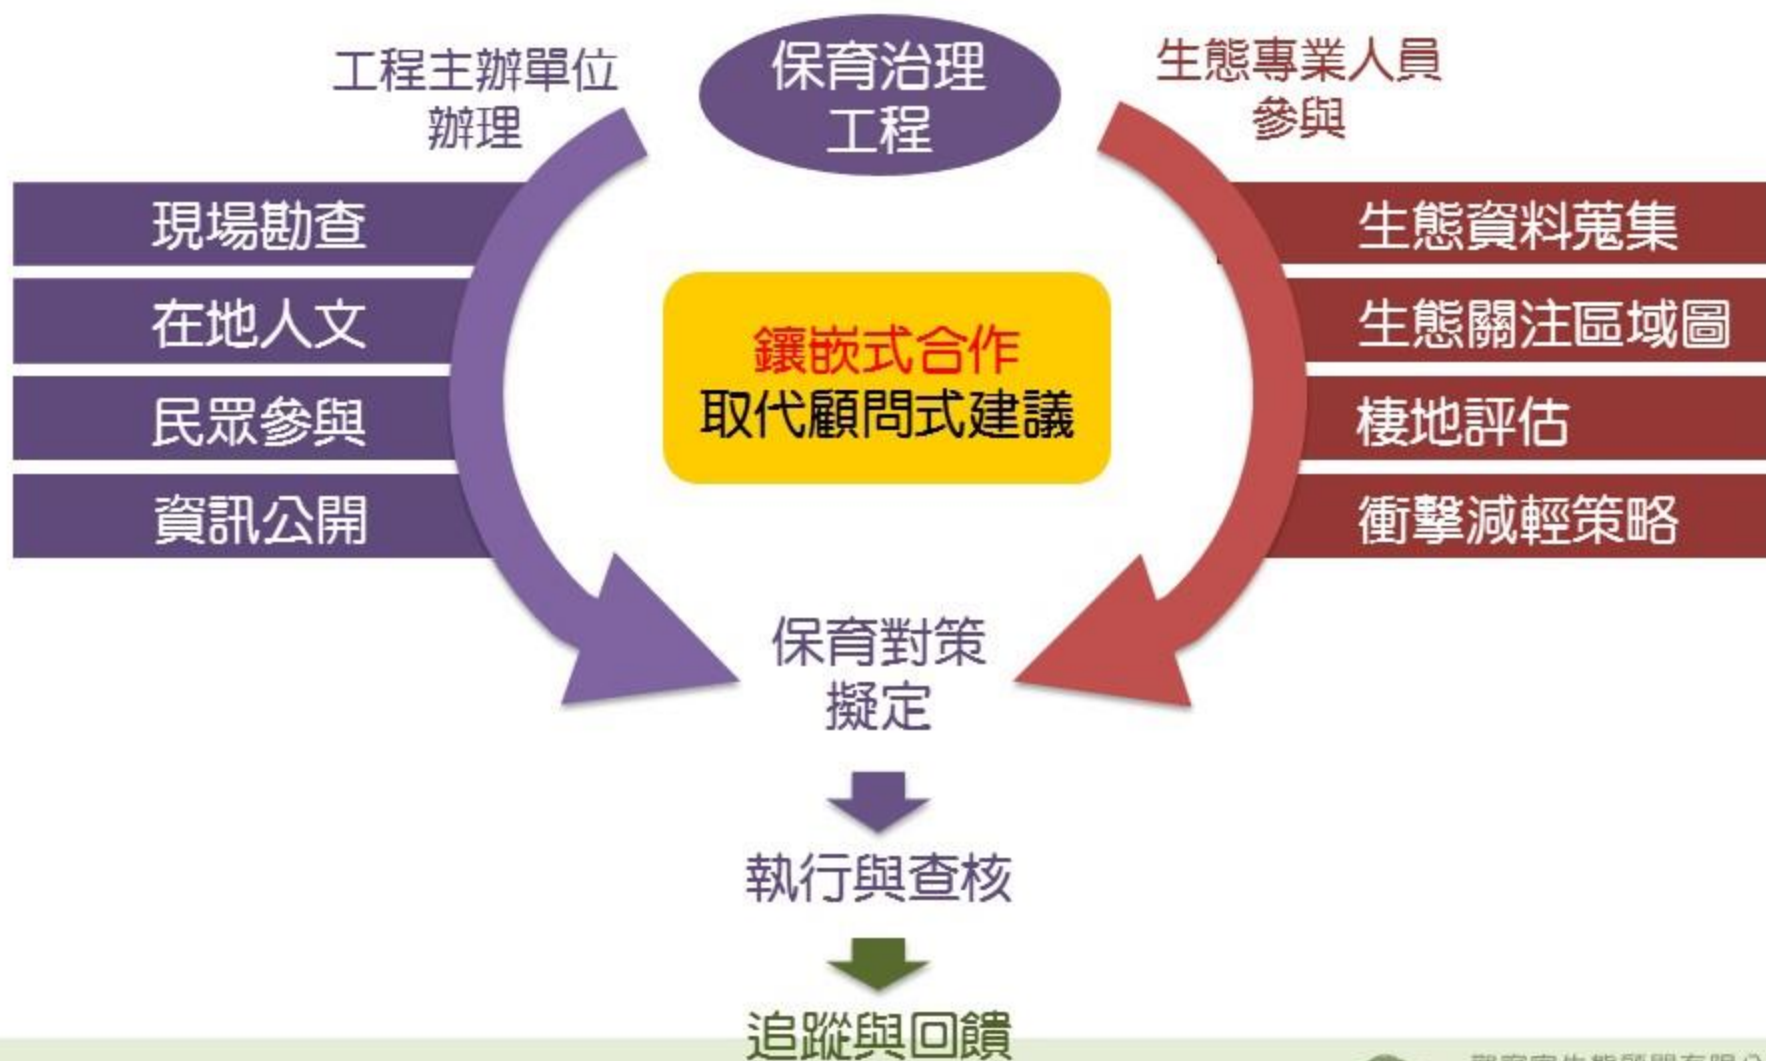 工程主辦單位
辦理
保育治理
工程
生態專業人員
參與
現場勘查
在地人文
民眾參與
資訊公開
鑲嵌式合作
取代顧問式建議
生態資料蒐集
生態關注區域圖
棲地評估
衝擊減輕策略
保育對策
擬定
執行與查核
追蹤與回饋